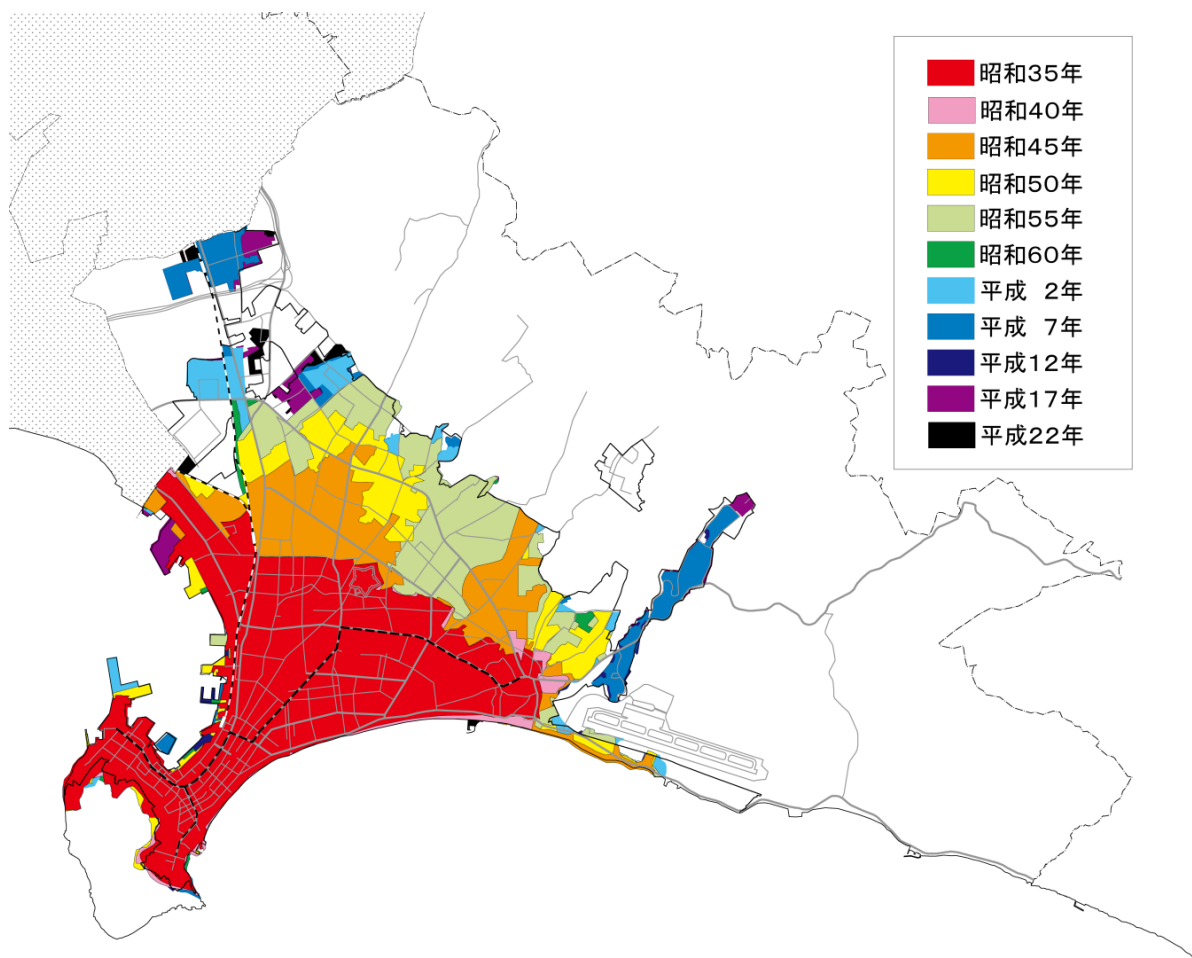 昭和35年
昭和40年
昭和45年
昭和50年
昭和55年
昭和60年
平成 2年
平成 7年
平成12年
平成17年
平成22年